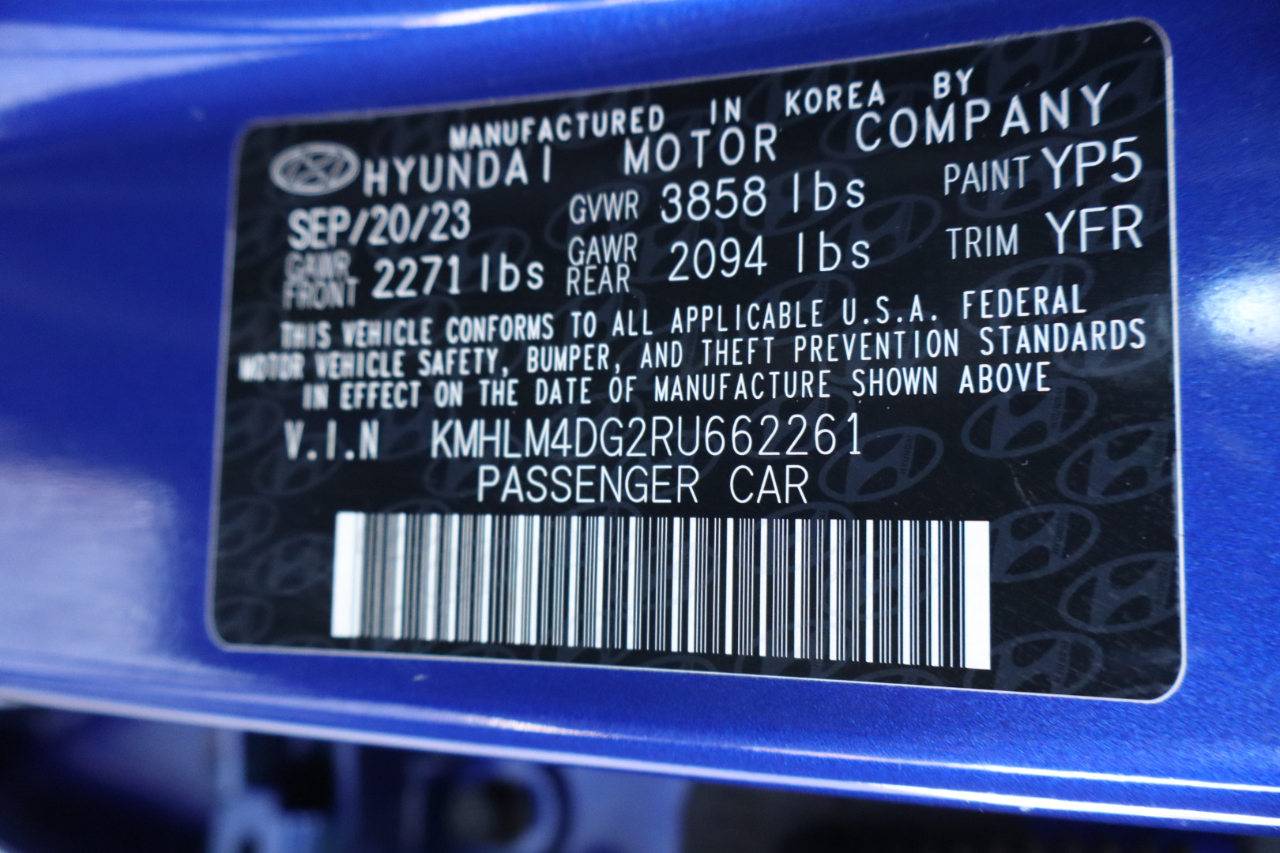 MANUFACTURED IN KOREA BY
HYUNDAI MOTOR COMPANY
SEP/20/23 GVWR 3858 lbs PAINT YP5
GAWR FRONT 2271 lbs GAWR REAR 2094 lbs TRIM YFR
THIS VEHICLE CONFORMS TO ALL APPLICABLE U.S.A. FEDERAL
MOTOR VEHICLE SAFETY, BUMPER, AND THEFT PREVENTION STANDARDS
IN EFFECT ON THE DATE OF MANUFACTURE SHOWN ABOVE
V.I.N KMHLM4DG2RU662261
PASSENGER CAR